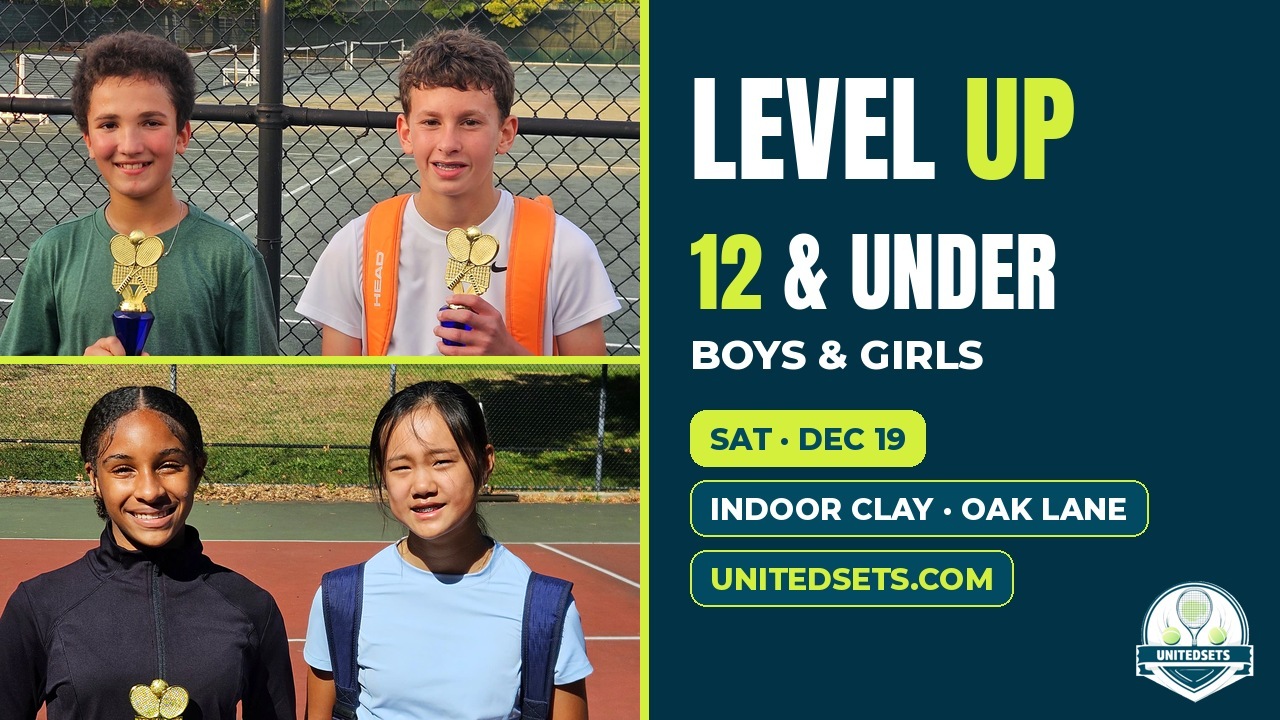 LEVEL UP
12 & UNDER
BOYS & GIRLS
SAT · DEC 19
INDOOR CLAY · OAK LANE
UNITEDSETS.COM
UNITEDSETS
HEAD